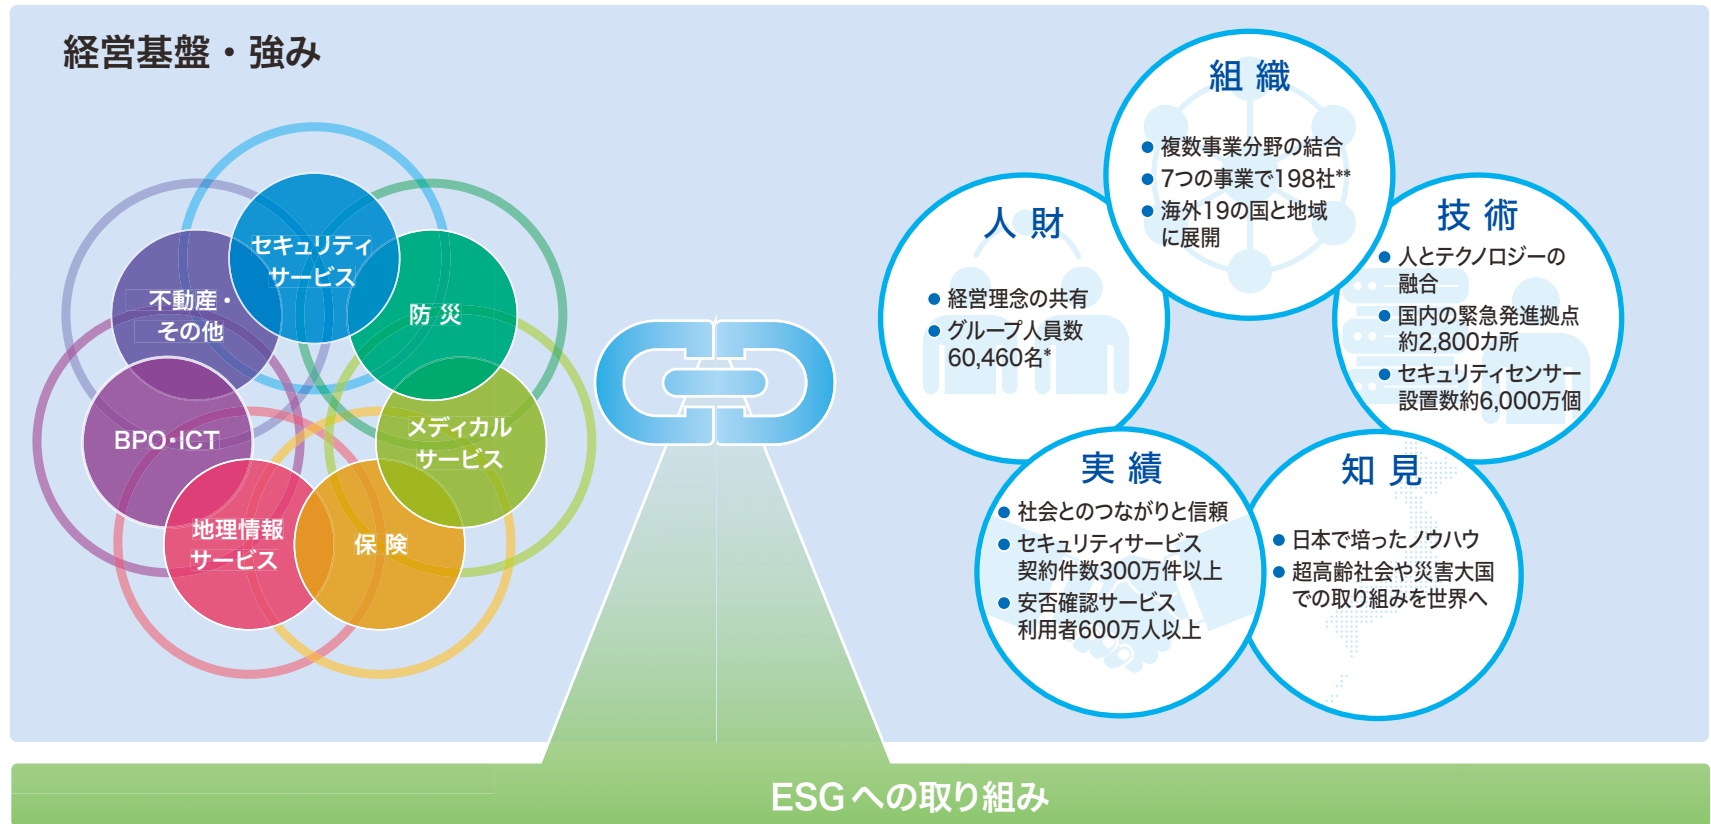 経営基盤・強み
セキュリティ
サービス
防災
メディカル
サービス
保険
地理情報
サービス
BPO・ICT
不動産・
その他
組織
● 複数事業分野の結合
● 7つの事業で198社**
● 海外19の国と地域
に展開
人財
● 経営理念の共有
● グループ人員数
60,460名*
技術
● 人とテクノロジーの
融合
● 国内の緊急発進拠点
約2,800カ所
● セキュリティセンサー
設置数約6,000万個
実績
● 社会とのつながりと信頼
● セキュリティサービス
契約件数300万件以上
● 安否確認サービス
利用者600万人以上
知見
● 日本で培ったノウハウ
● 超高齢社会や災害大国
での取り組みを世界へ
ESGへの取り組み